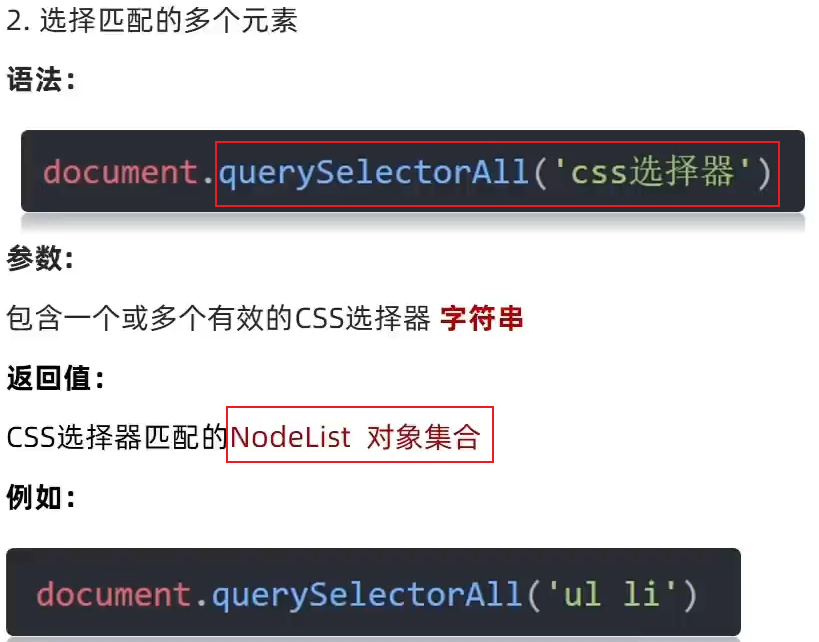 2. 选择匹配的多个元素
语法：
document.querySelectorAll('css选择器')
参数:
包含一个或多个有效的CSS选择器 字符串
返回值：
CSS选择器匹配的NodeList 对象集合
例如：
document.querySelectorAll('ul li')